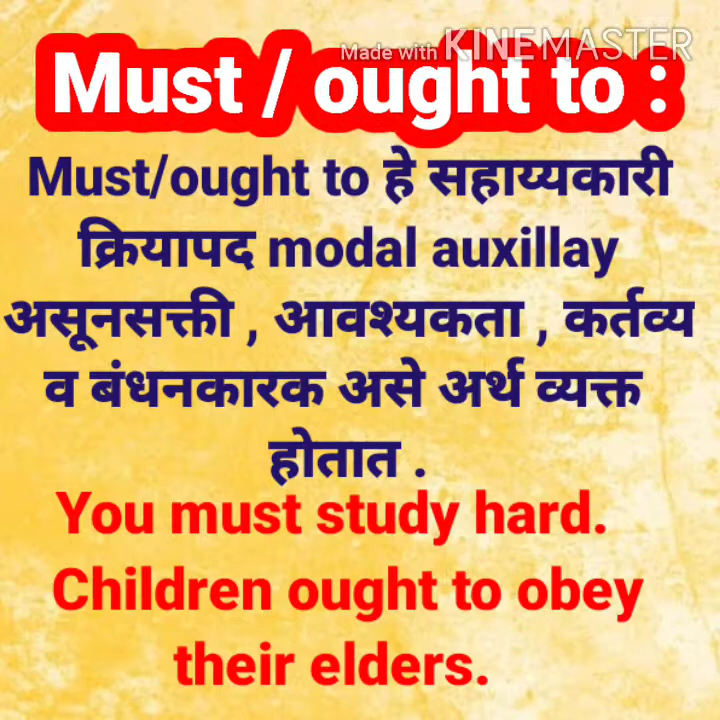 Made with KINEMASTER
Must / ought to :
Must/ought to हे सहाय्यकारी
क्रियापद modal auxillay
असूनसक्ती , आवश्यकता , कर्तव्य
व बंधनकारक असे अर्थ व्यक्त
होतात .
You must study hard.
Children ought to obey
their elders.